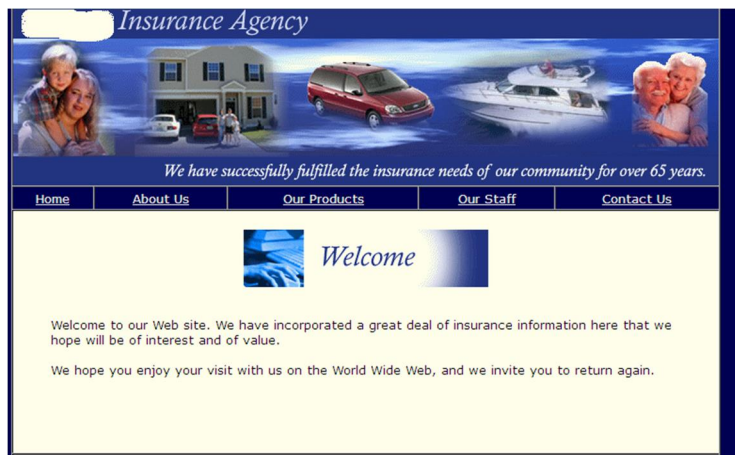 Insurance Agency
We have successfully fulfilled the insurance needs of our community for over 65 years.
Home About Us Our Products Our Staff Contact Us
Welcome
Welcome to our Web site. We have incorporated a great deal of insurance information here that we
hope will be of interest and of value.
We hope you enjoy your visit with us on the World Wide Web, and we invite you to return again.